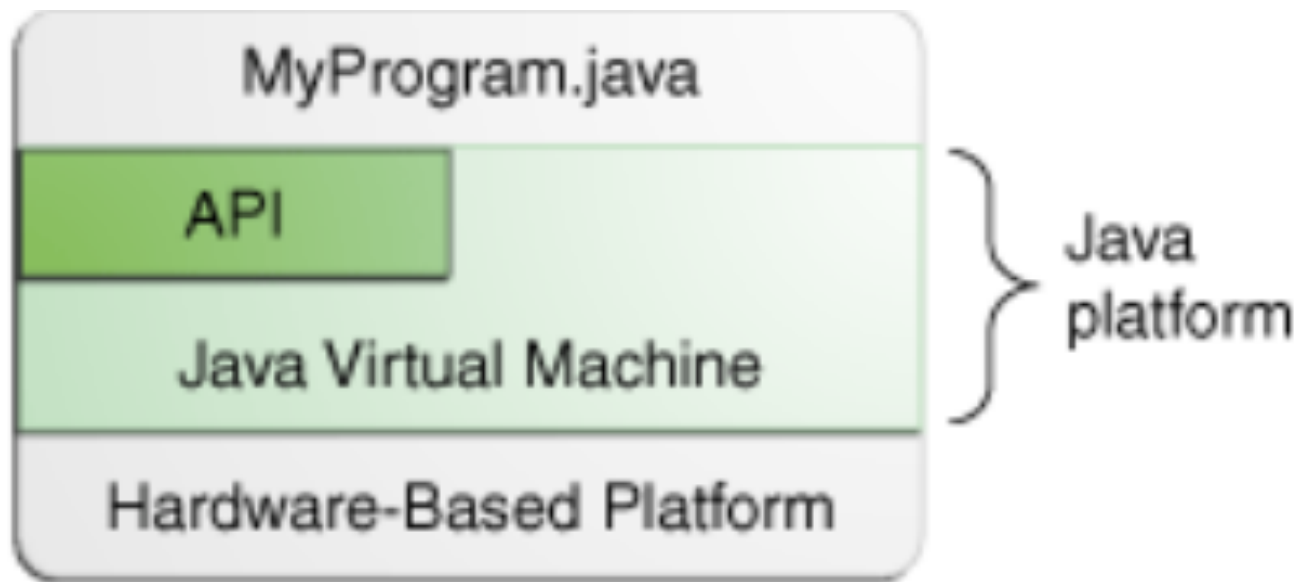 MyProgram.java
API
Java Virtual Machine
Hardware-Based Platform
Java
platform